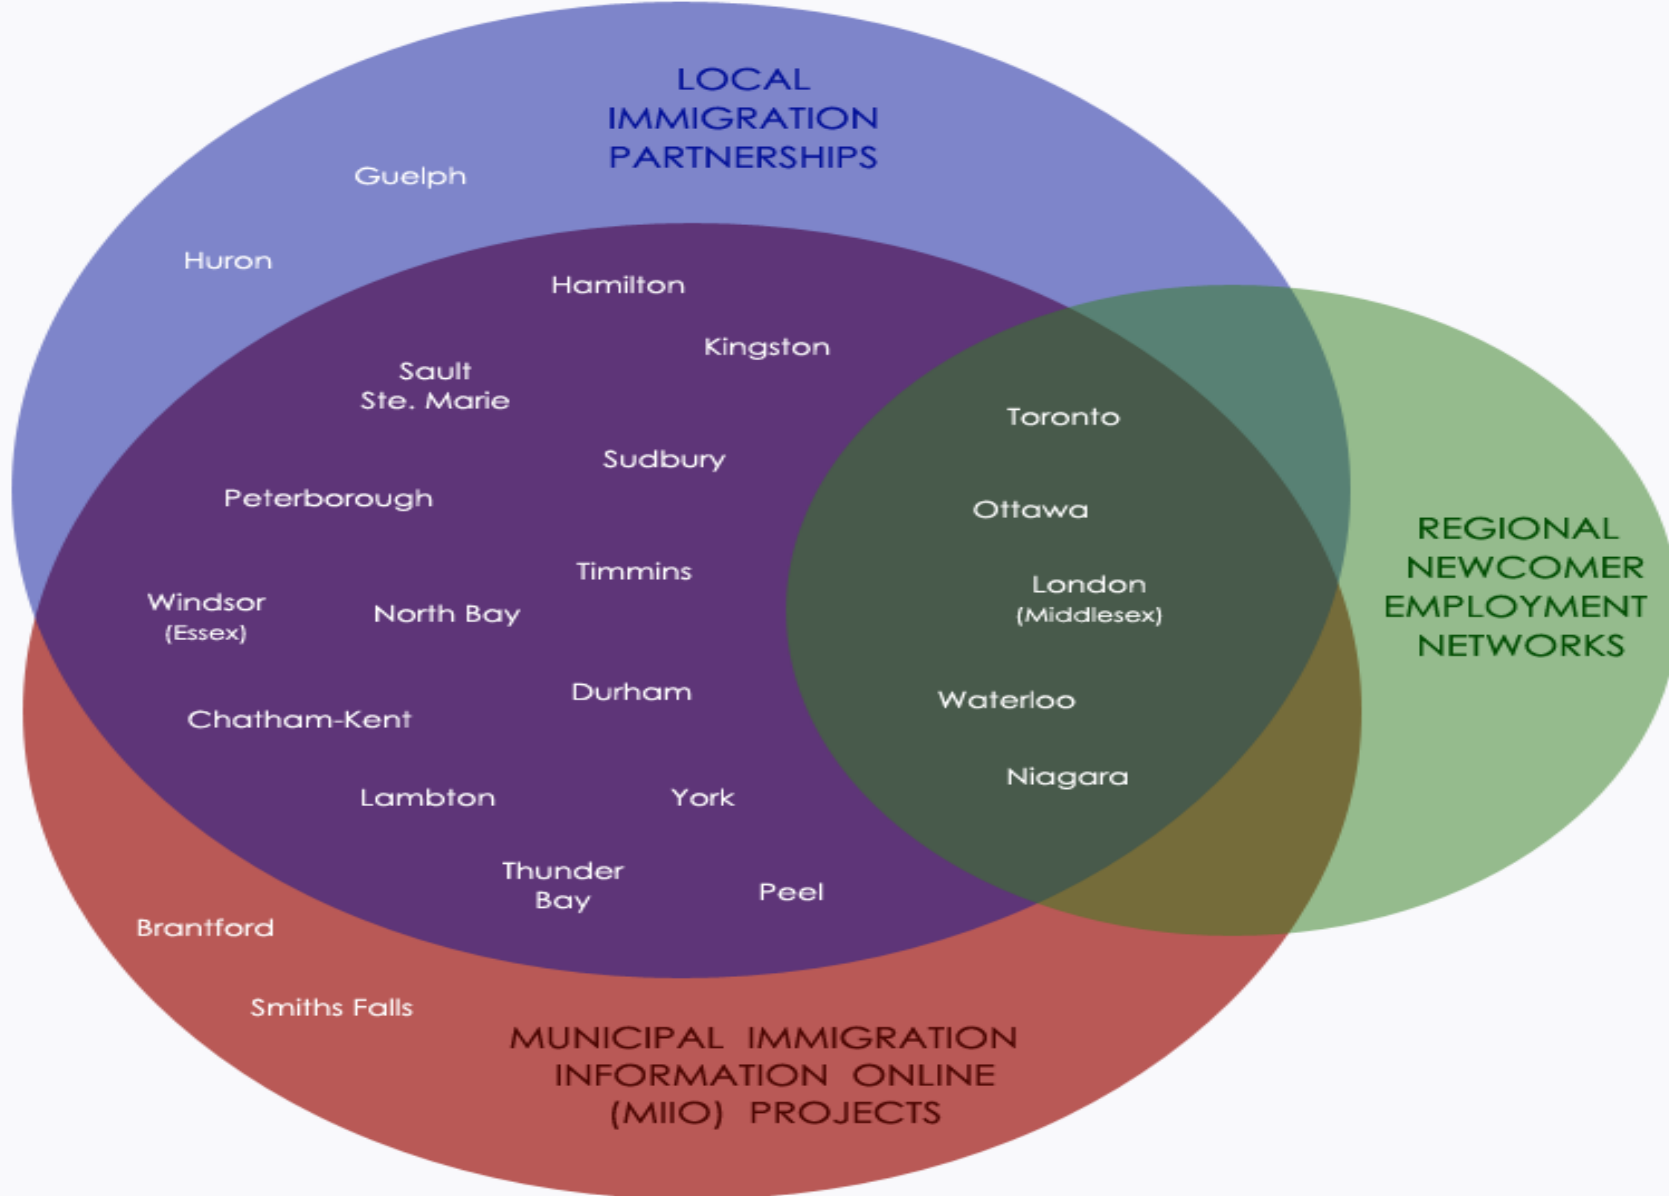 LOCAL
IMMIGRATION
PARTNERSHIPS
Guelph
Huron
Hamilton
Kingston
Sault
Ste. Marie
Sudbury
Peterborough
Timmins
Windsor
(Essex)
North Bay
Durham
Chatham-Kent
Lambton
York
Thunder
Bay
Peel
Toronto
Ottawa
London
(Middlesex)
Waterloo
Niagara
REGIONAL
NEWCOMER
EMPLOYMENT
NETWORKS
Brantford
Smiths Falls
MUNICIPAL IMMIGRATION
INFORMATION ONLINE
(MIIO) PROJECTS